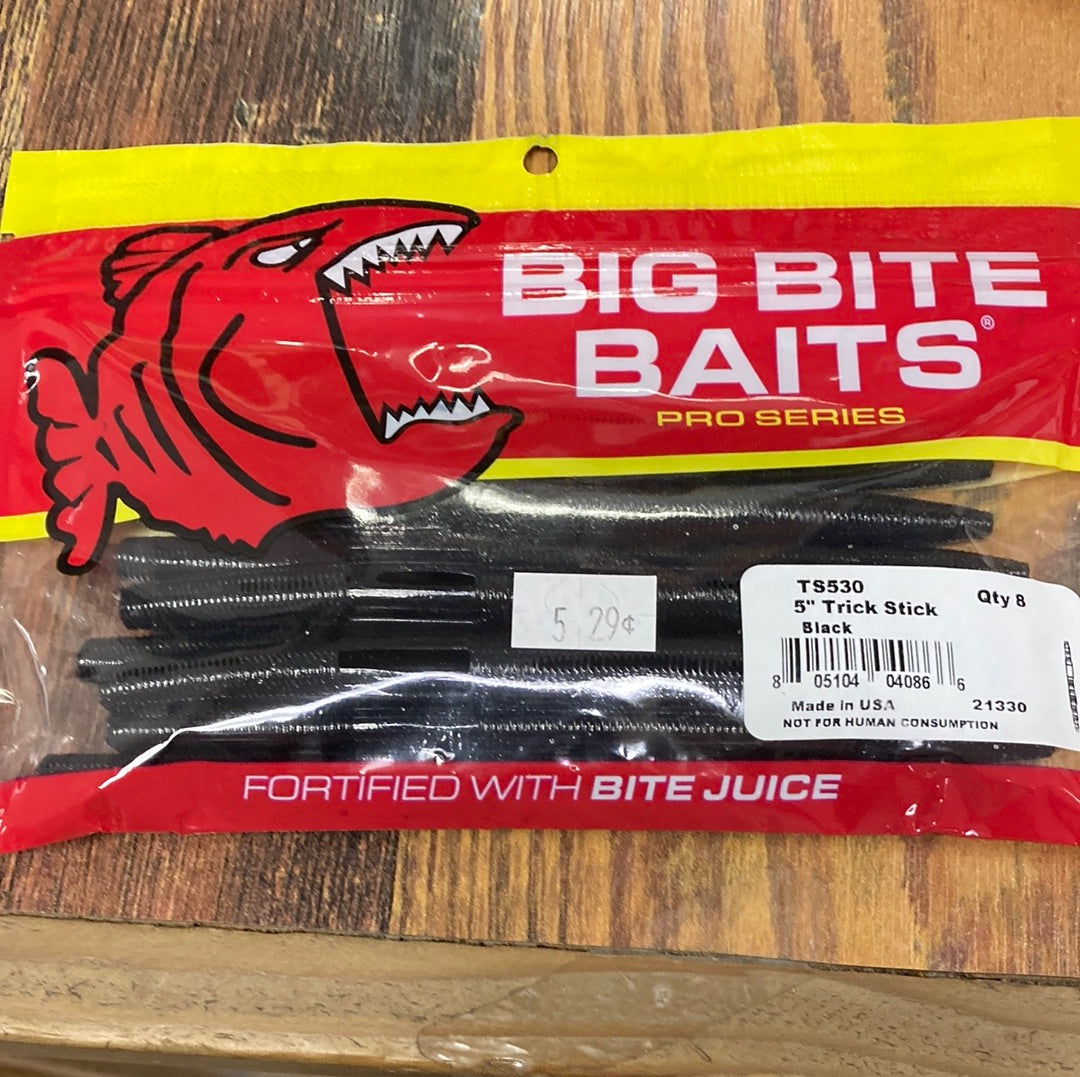 BIG BITE
BAITS®
PRO SERIES
5 29¢
TS530
Qty 8
5" Trick Stick
Black
8 05104 04086 6
Made in USA
21330
NOT FOR HUMAN CONSUMPTION
FORTIFIED WITH BITE JUICE